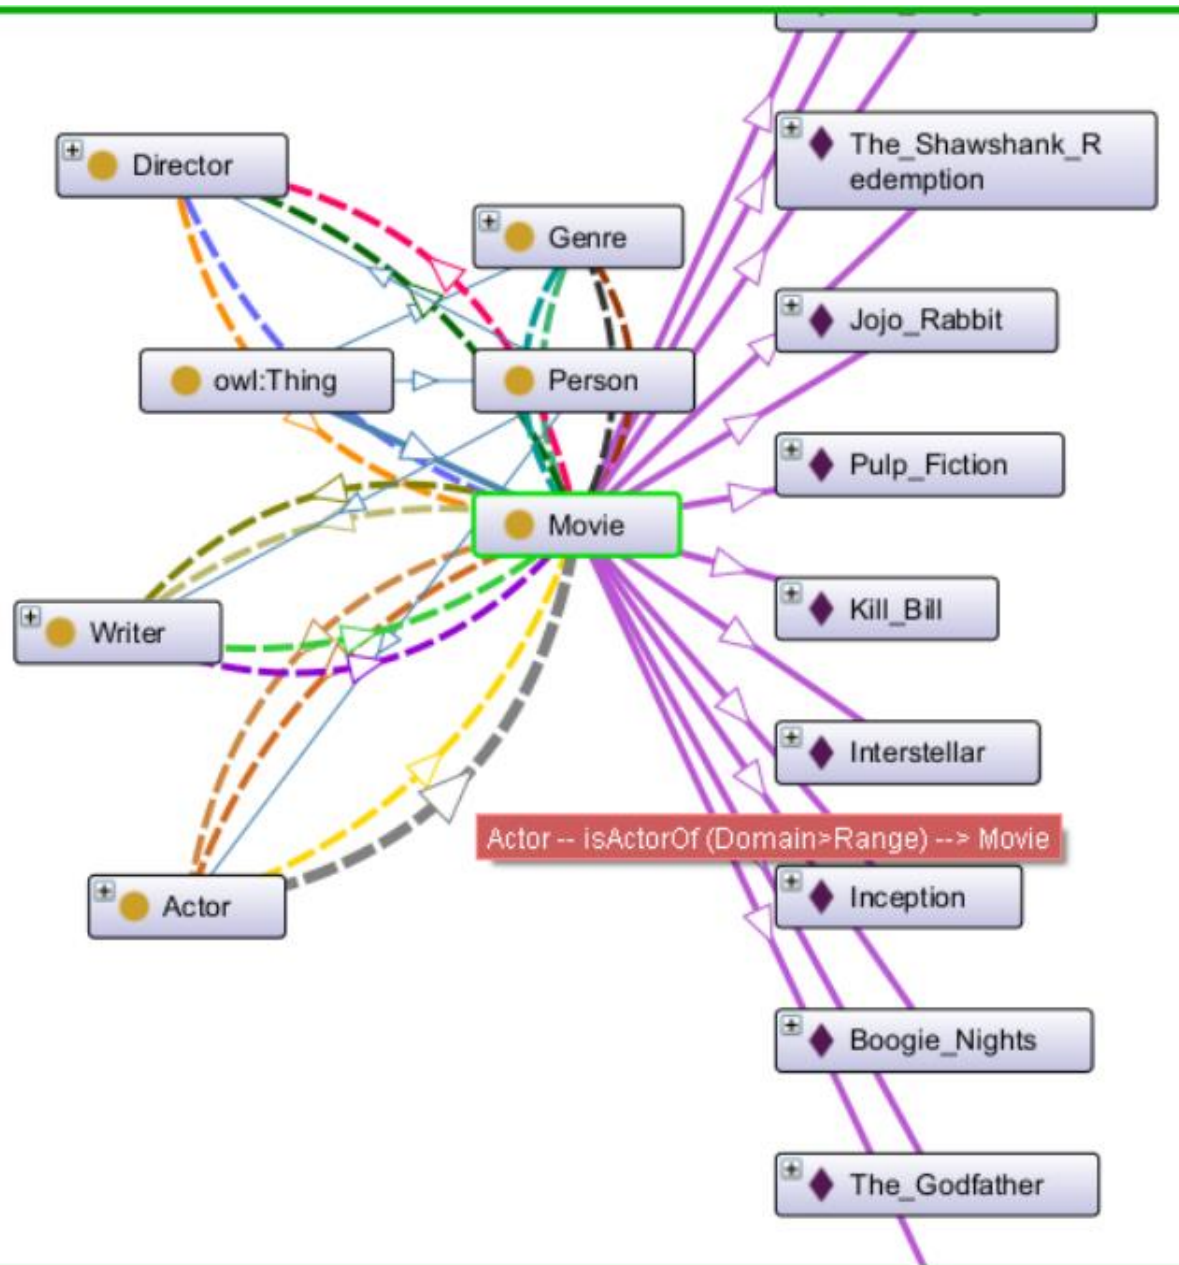 The_Shawshank_R
edemption
Director
Genre
Jojo_Rabbit
owl:Thing
Person
Pulp_Fiction
Movie
Kill_Bill
Writer
Interstellar
Actor -- isActorOf (Domain>Range) --> Movie
Inception
Actor
Boogie_Nights
The_Godfather